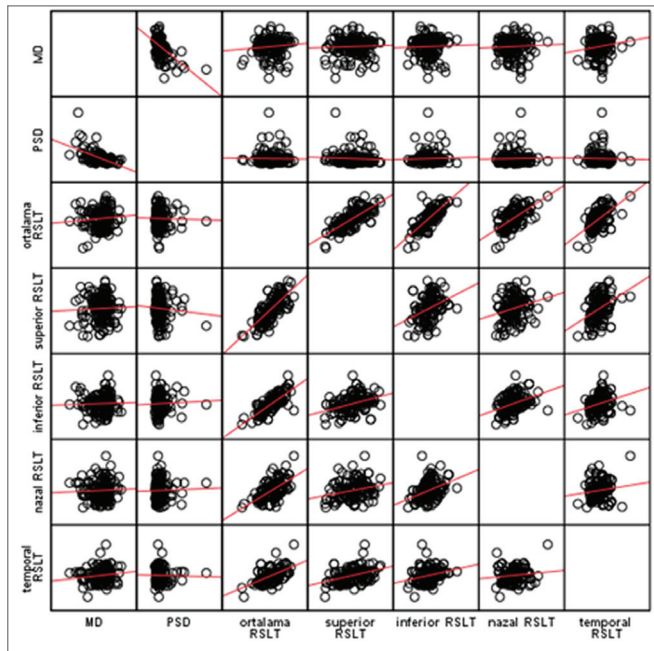 MD
PSD
ortalama
RSLT
superior RSLT
inferior RSLT
nazal RSLT
temporal
RSLT
MD
PSD
ortalama
RSLT
superior
RSLT
inferior RSLT
nazal RSLT
temporal
RSLT